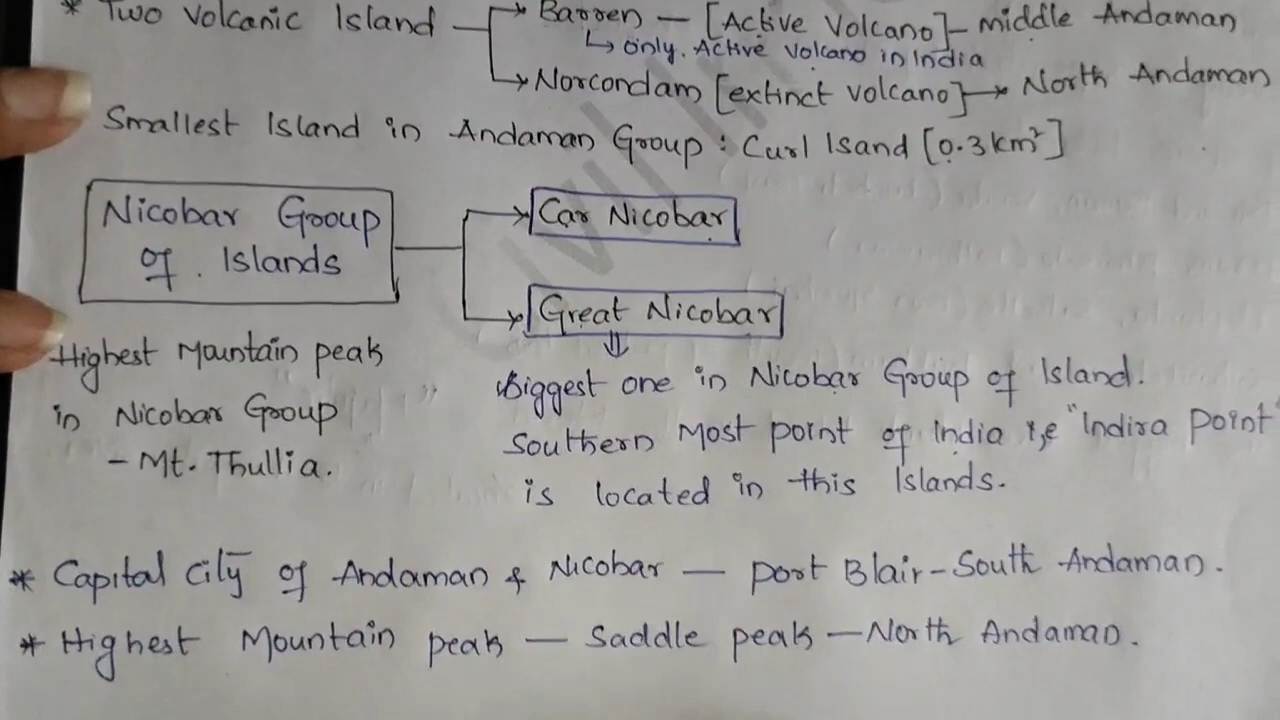 * Two Volcanic Island → Barren – [Active Volcano] – middle Andaman
↳ only. Active Volcano in India
→ Norcondam [extinct volcano] → North Andaman
Smallest Island in Andaman Group : Curl Isand [0.3 km²]
Nicobar Gooup
of . Islands
→ Car Nicobar
→ Great Nicobar
⇓
Highest Mountain peak
in Nicobar Group
– Mt. Thullia.
Biggest one in Nicobar Group of Island.
Southern Most point of India i,e "Indira point"
is located in this Islands.
* Capital City of Andaman & Nicobar — port Blair – South Andaman.
* Highest Mountain peak — Saddle peak – North Andaman.